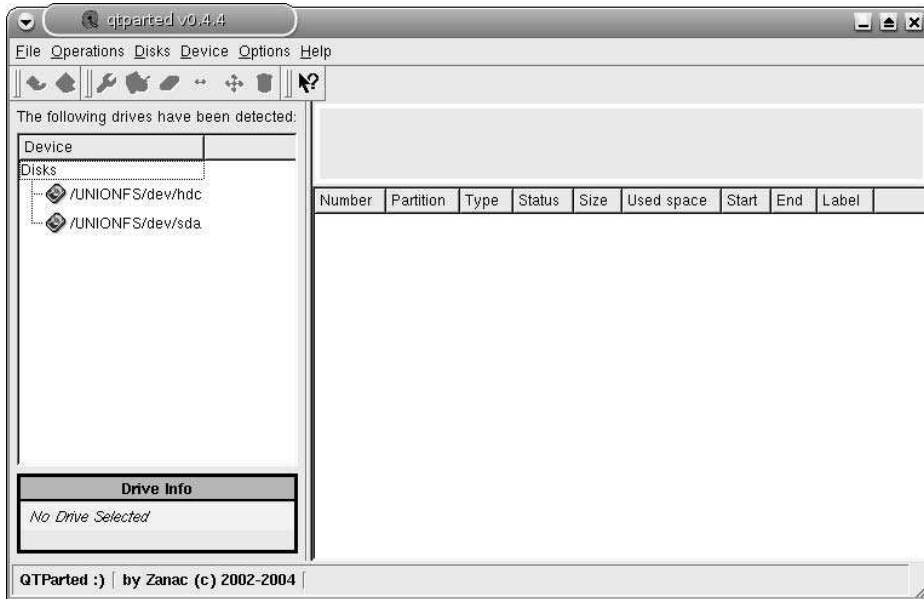 qtparted v0.4.4
File Operations Disks Device Options Help
The following drives have been detected:
Device
Disks
/UNIONFS/dev/hdc
/UNIONFS/dev/sda
Number Partition Type Status Size Used space Start End Label
Drive Info
No Drive Selected
QTParted :) by Zanac (c) 2002-2004